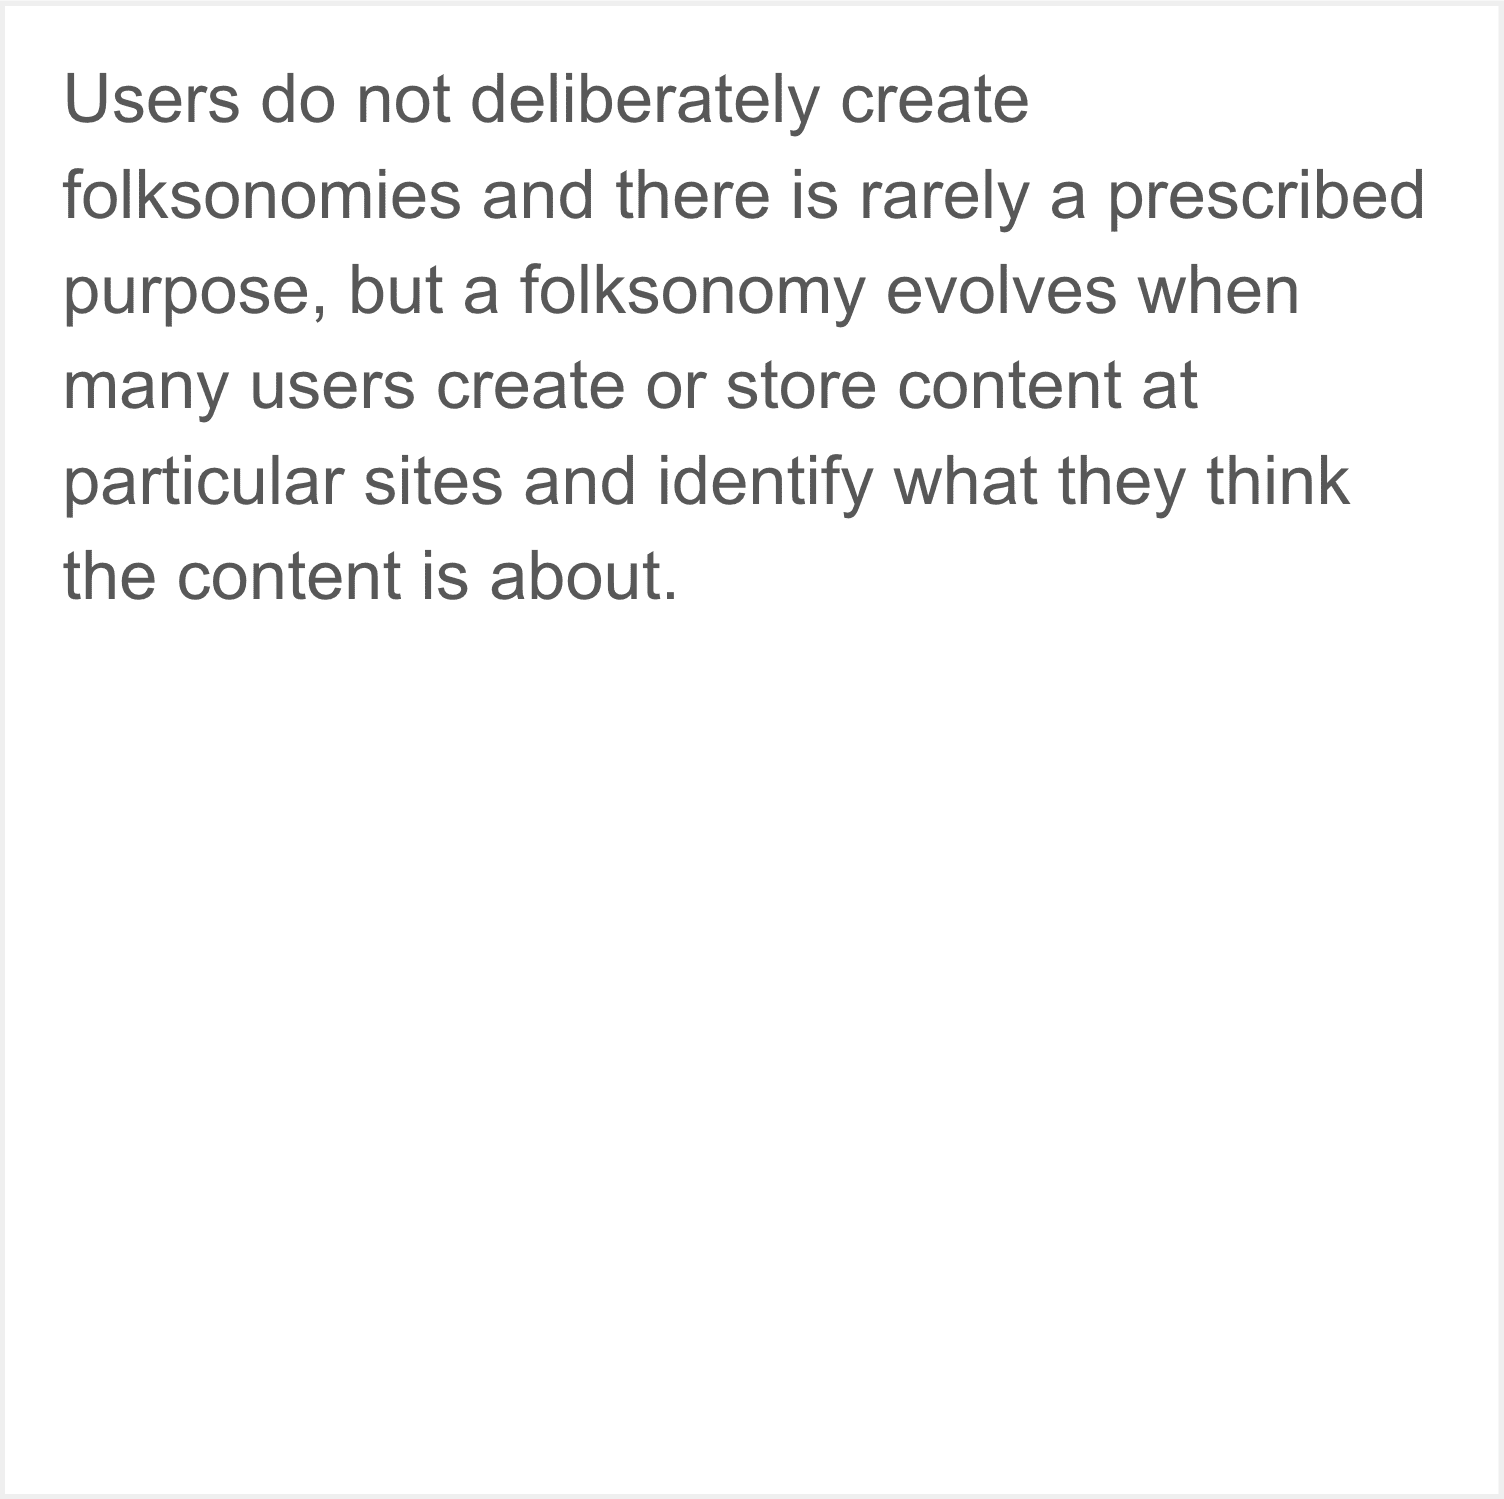 Users do not deliberately create
folksonomies and there is rarely a prescribed
purpose, but a folksonomy evolves when
many users create or store content at
particular sites and identify what they think
the content is about.